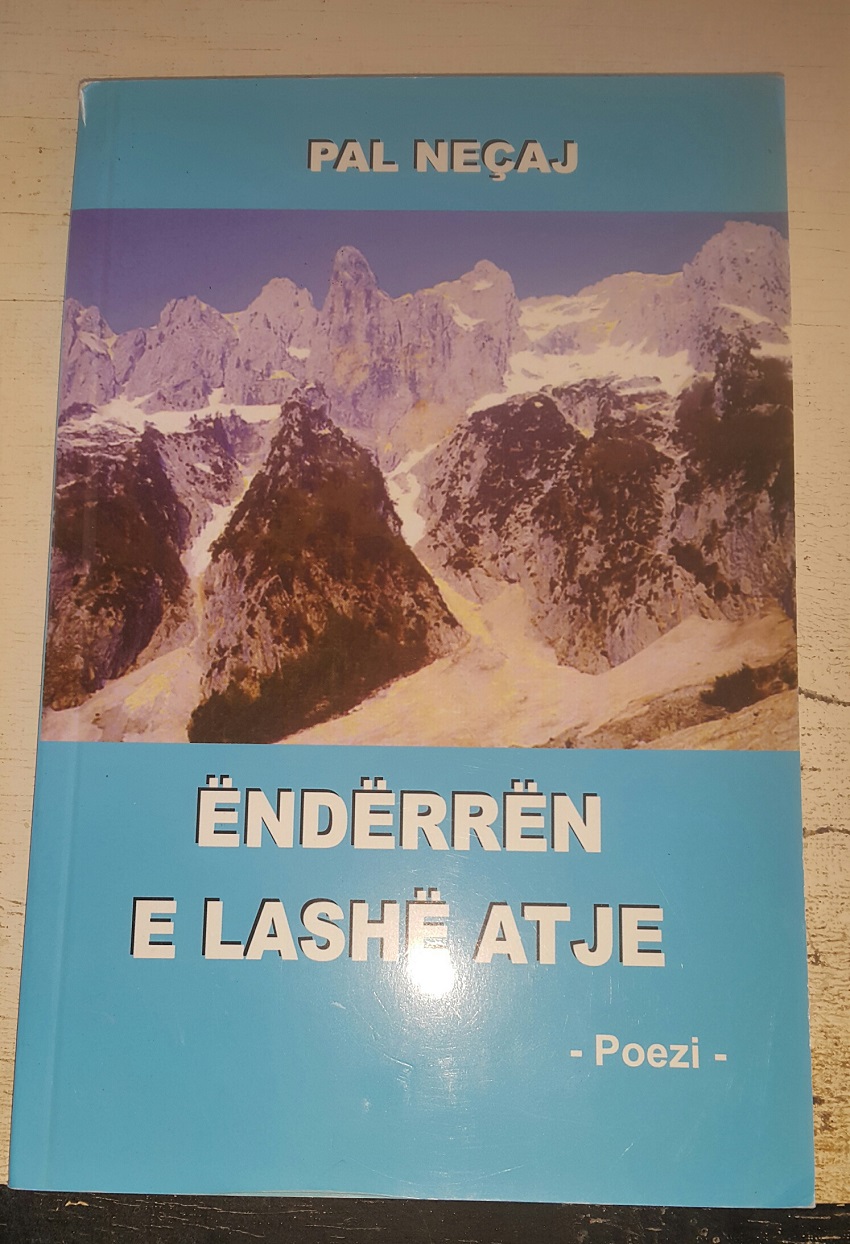 PAL NEÇAJ
ËNDËRRËN
E LASHË ATJE
- Poezi -